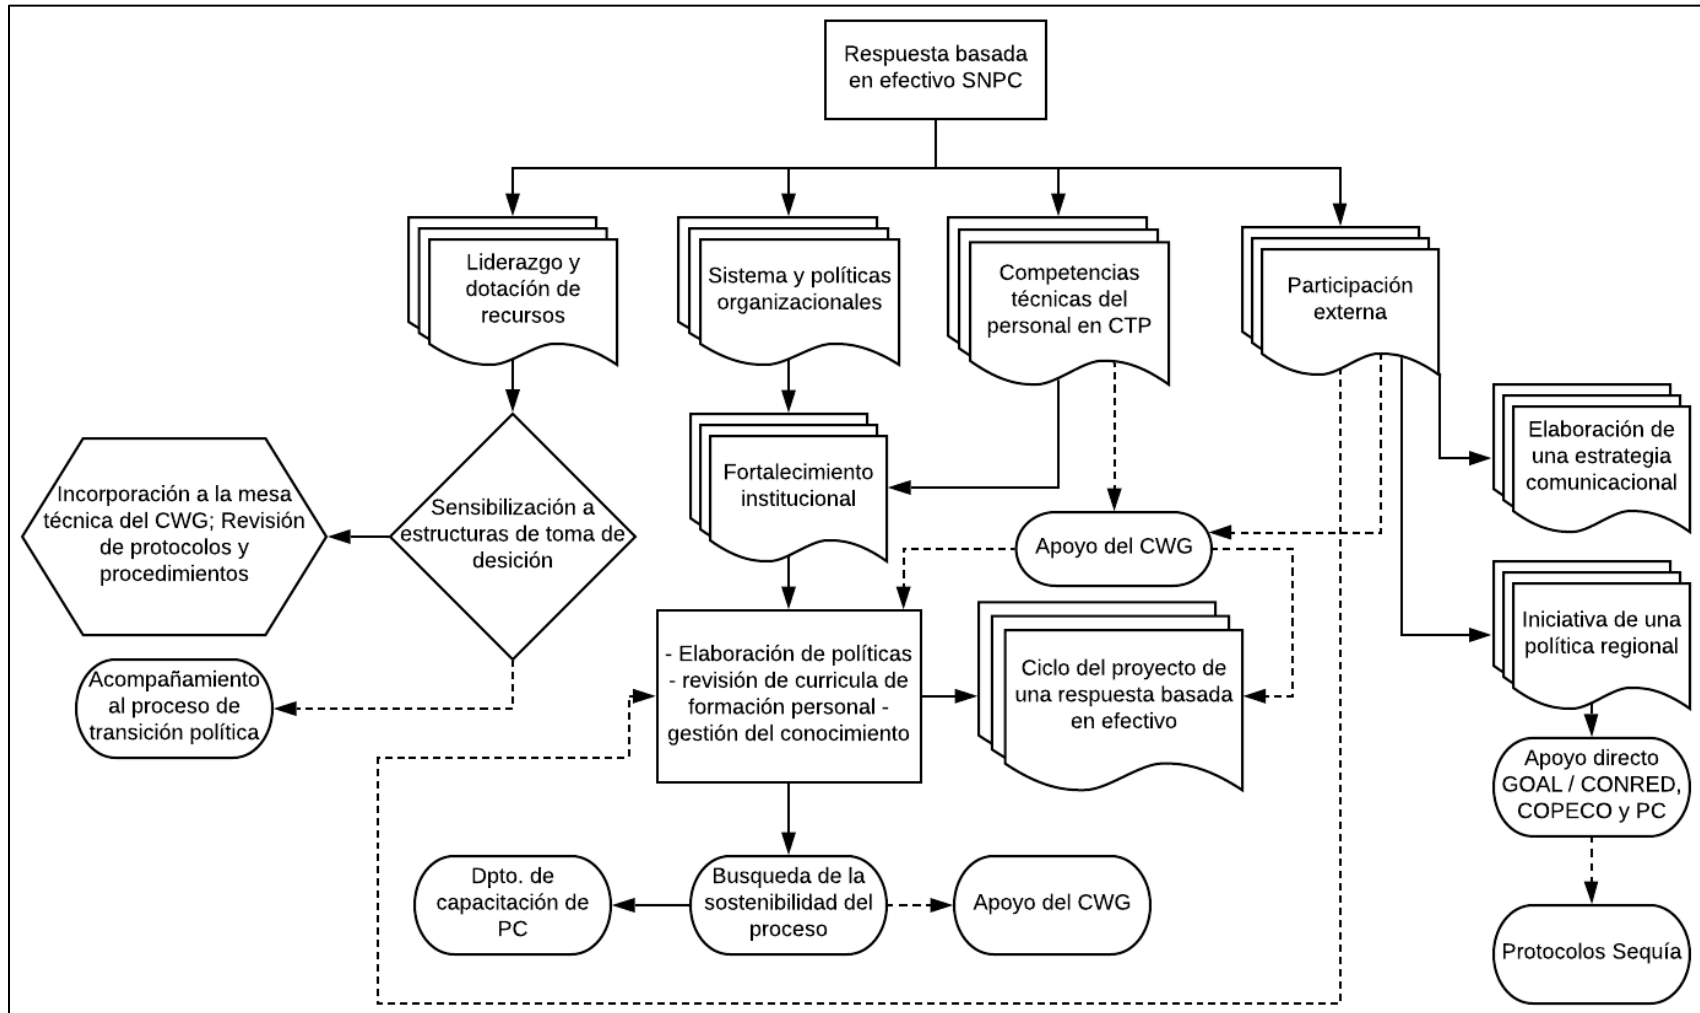 Respuesta basada
en efectivo SNPC
Liderazgo y
dotación de
recursos
Sistema y políticas
organizacionales
Competencias
técnicas del
personal en CTP
Participación
externa
Elaboración de
una estrategia
comunicacional
Fortalecimiento
institucional
Incorporación a la mesa
técnica del CWG; Revisión
de protocolos y
procedimientos
Sensibilización a
estructuras de toma de
desición
Apoyo del CWG
Iniciativa de una
política regional
- Elaboración de políticas
- revisión de curricula de
formación personal -
gestión del conocimiento
Ciclo del proyecto de
una respuesta basada
en efectivo
Acompañamiento
al proceso de
transición política
Apoyo directo
GOAL / CONRED,
COPECO y PC
Dpto. de
capacitación de
PC
Busqueda de la
sostenibilidad del
proceso
Apoyo del CWG
Protocolos Sequía